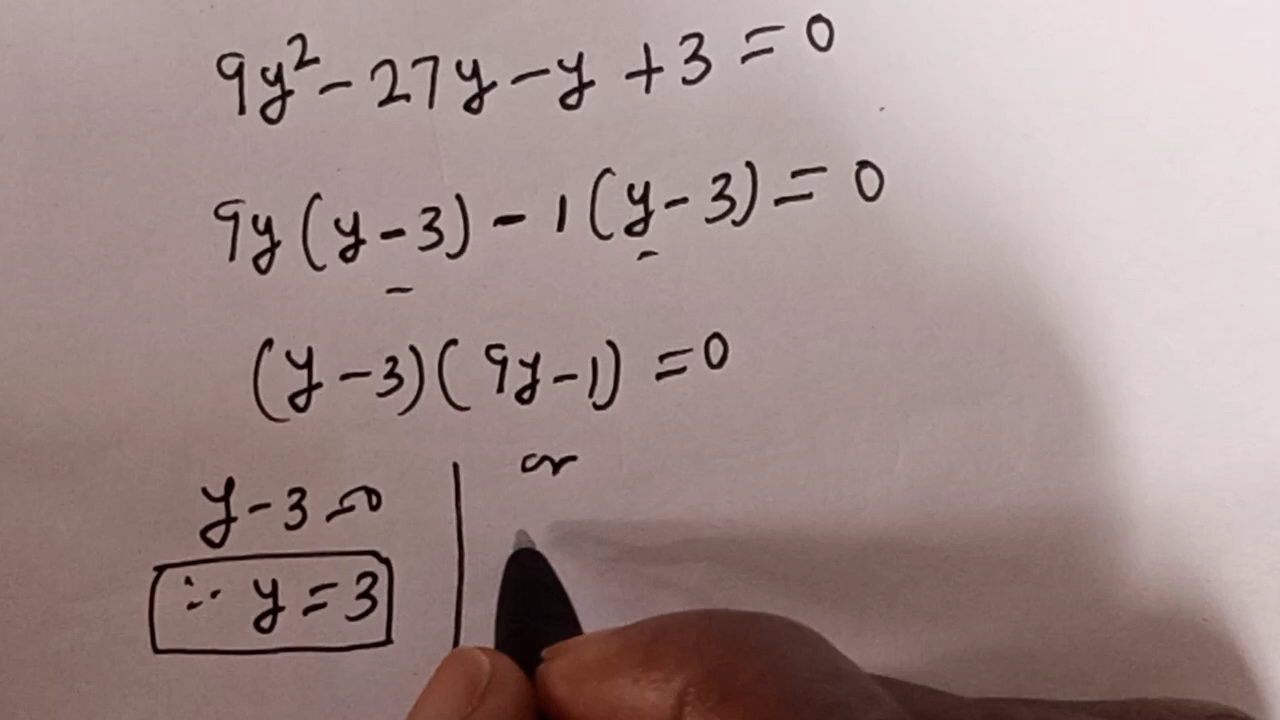 9y² - 27y - y + 3 = 0
9y(y - 3) - 1(y - 3) = 0
(y - 3)(9y - 1) = 0
or
y - 3 = 0
∴ y = 3